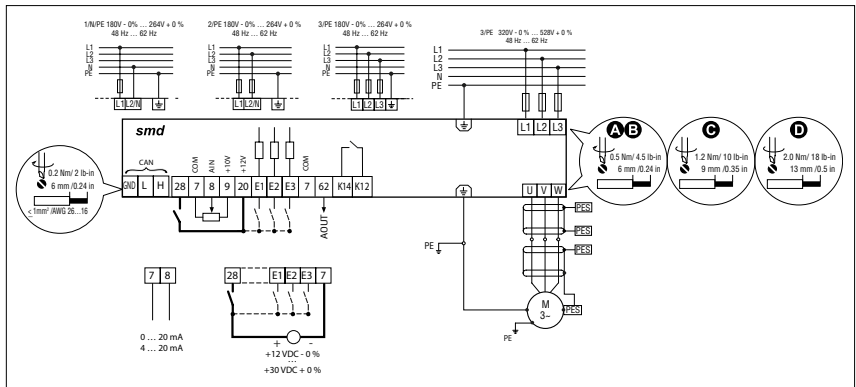 1/N/PE 180V - 0% … 264V + 0 %
48 Hz … 62 Hz
2/PE 180V - 0% … 264V + 0 %
48 Hz … 62 Hz
3/PE 180V - 0% … 264V + 0 %
48 Hz … 62 Hz
3/PE 320V - 0 % … 528V + 0 %
48 Hz … 62 Hz
L1
L2
L3
N
PE
L1
L2
L3
N
PE
L1
L2
L3
N
PE
L1
L2
L3
N
PE
L1 L2/N
L1 L2/N
L1 L2 L3
L1 L2 L3
smd
CAN
GND L H
COM
AIN
+10V
+12V
COM
28 7 8 9 20 E1 E2 E3 7 62 K14 K12
AOUT
0.2 Nm/ 2 lb-in
6 mm /0.24 in
≤ 1mm² /AWG 26…16
A B
0.5 Nm/ 4.5 lb-in
6 mm /0.24 in
C
1.2 Nm/ 10 lb-in
9 mm /0.35 in
D
2.0 Nm/ 18 lb-in
13 mm /0.5 in
U V W
PES
PES
PES
PES
PES
PE
M
3~
PE
7 8
0 … 20 mA
4 … 20 mA
28 E1 E2 E3 7
+ -
+12 VDC - 0 %
…
+30 VDC + 0 %